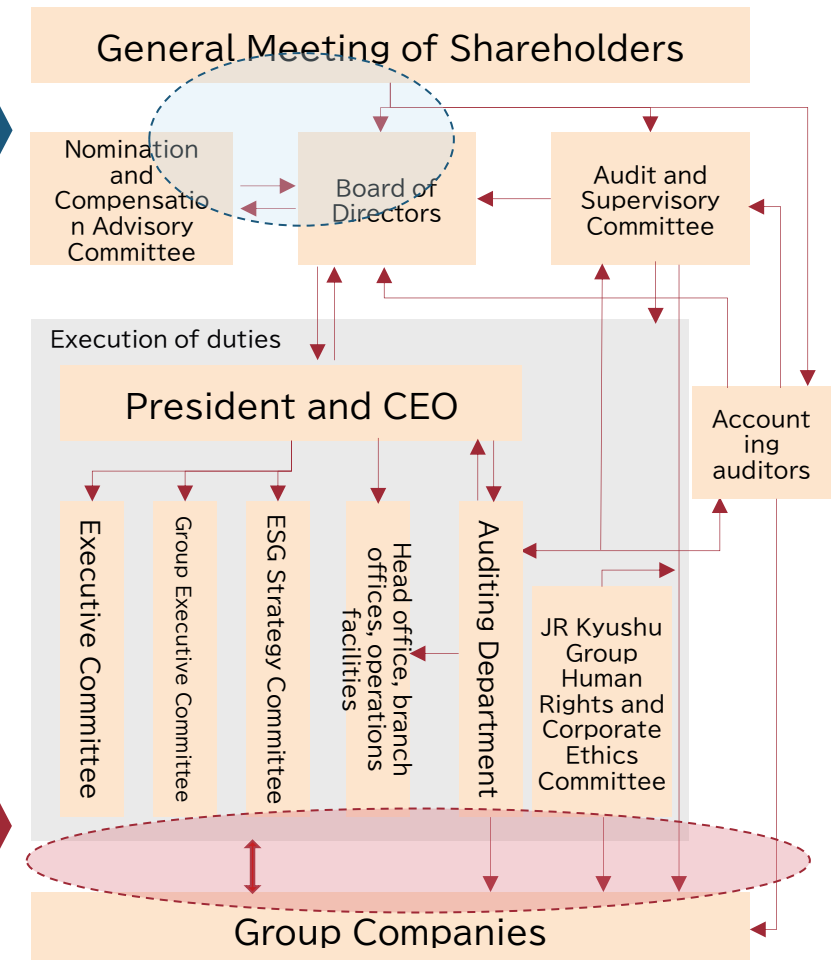 General Meeting of Shareholders
Nomination
and
Compensatio
n Advisory
Committee
Board of
Directors
Audit and
Supervisory
Committee
Execution of duties
President and CEO
Account
ing
auditors
Executive Committee
Group Executive Committee
ESG Strategy Committee
Head office, branch
offices, operations
facilities
Auditing Department
JR Kyushu
Group
Human
Rights and
Corporate
Ethics
Committee
Group Companies